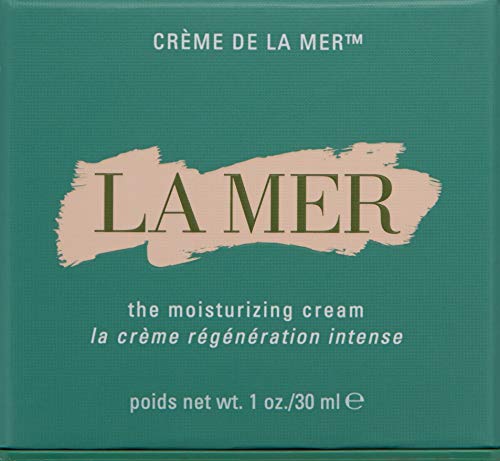 CRÈME DE LA MER™
LA MER
the moisturizing cream
la crème régénération intense
poids net wt. 1 oz./30 ml ℮